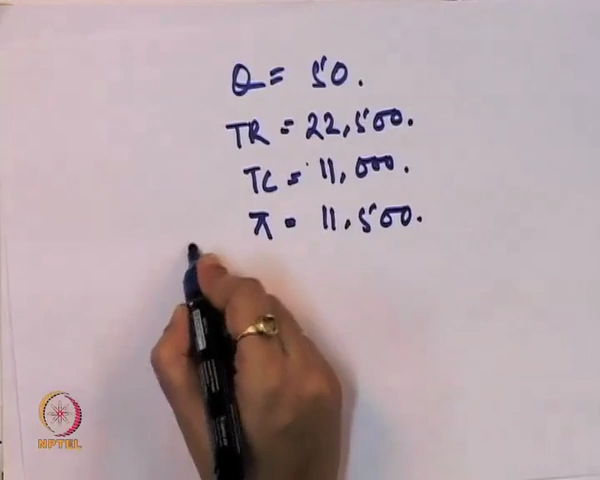 Q = 50.
TR = 22,500.
TC = 11,000.
π = 11,500.
NPTEL